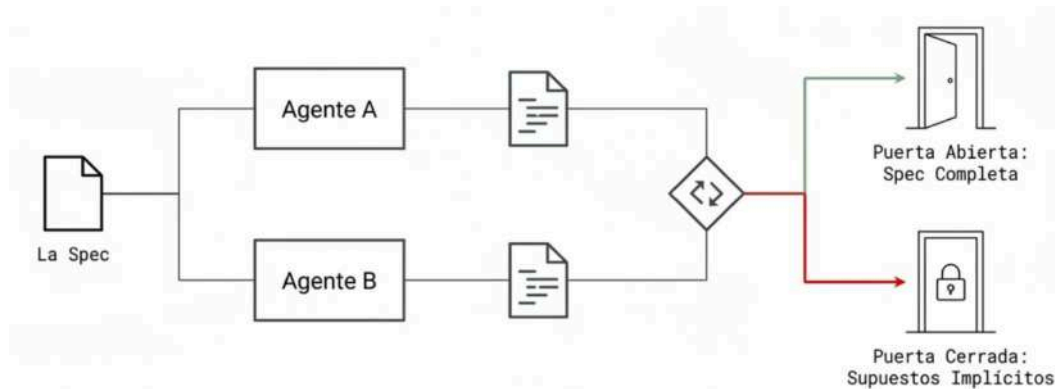 La Spec
Agente A
Agente B
Puerta Abierta:
Spec Completa
Puerta Cerrada:
Supuestos Implícitos